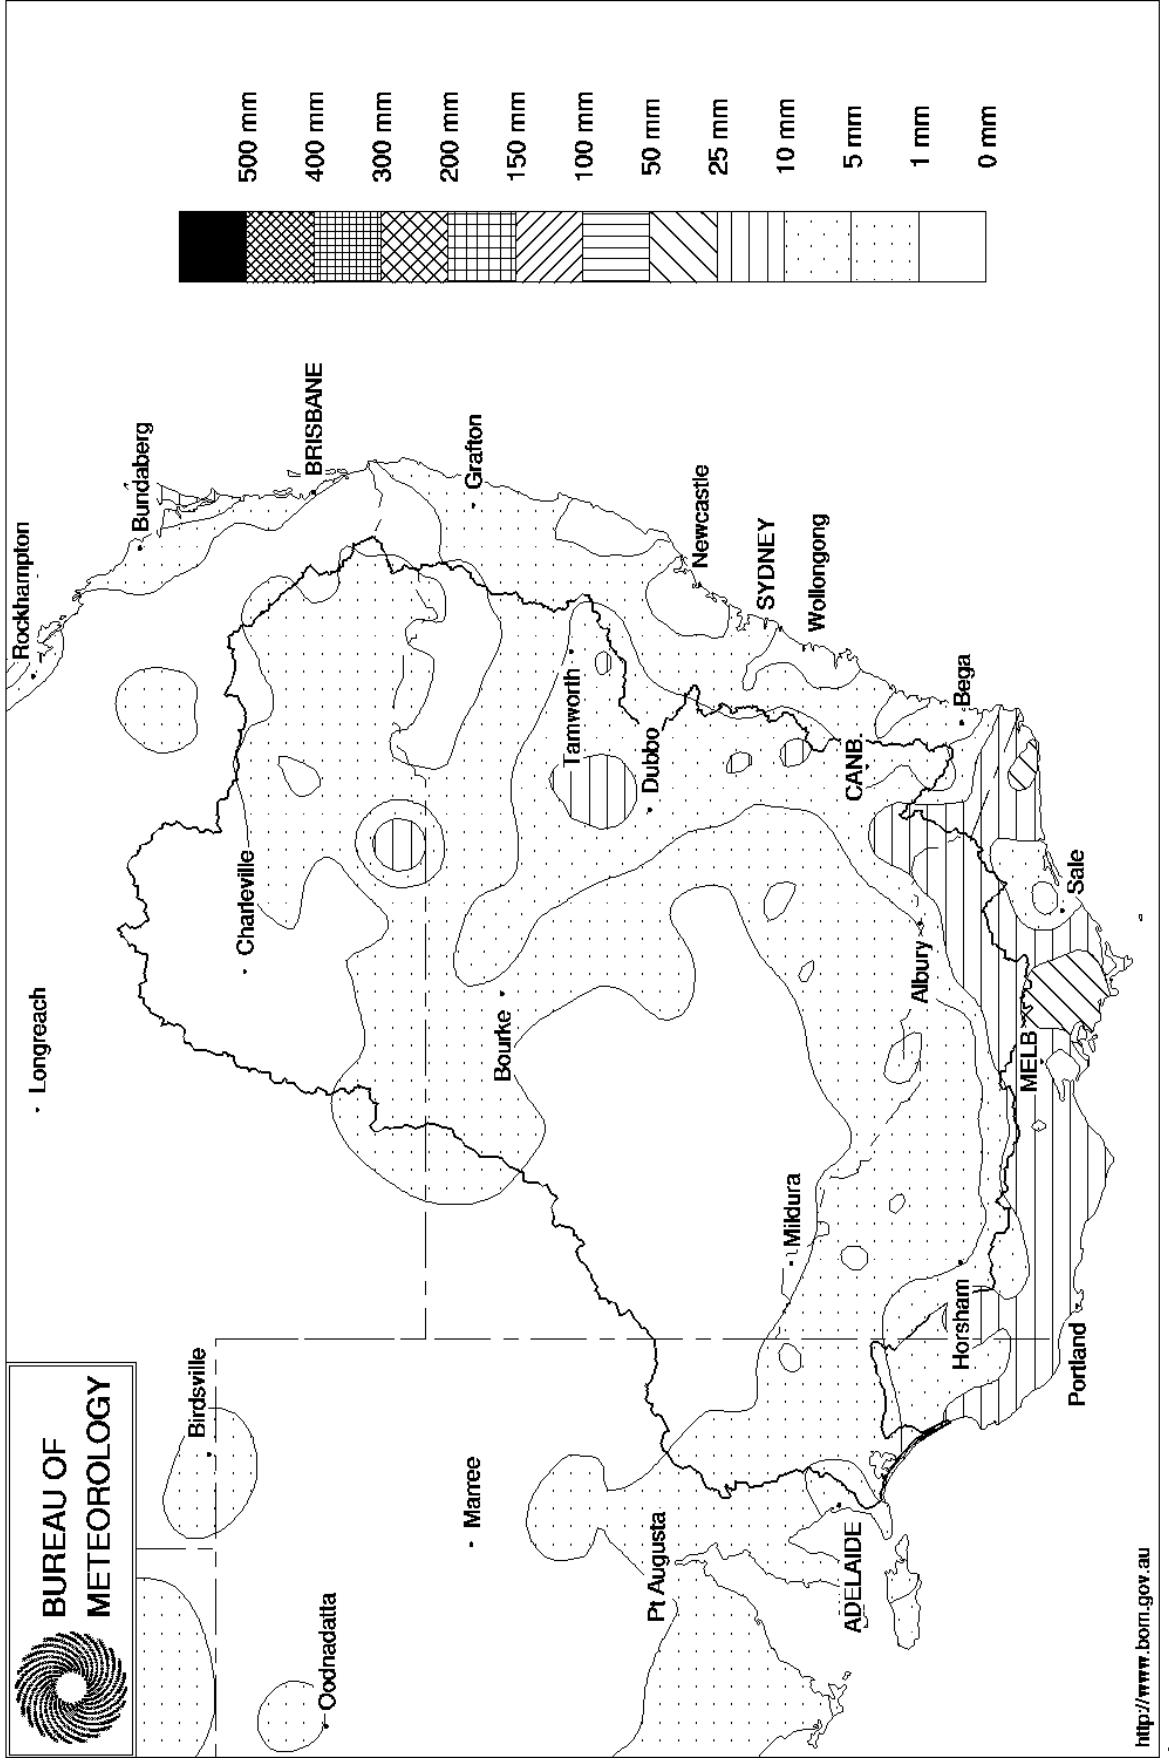 BUREAU OF
METEOROLOGY
Longreach
Rockhampton
Bundaberg
BRISBANE
Birdsville
Charleville
Oodnadatta
Marree
Bourke
Grafton
Tamworth
Dubbo
Newcastle
SYDNEY
Wollongong
Pt Augusta
Mildura
ADELAIDE
CANB.
Bega
Albury
Horsham
MELB
Sale
Portland
500 mm
400 mm
300 mm
200 mm
150 mm
100 mm
50 mm
25 mm
10 mm
5 mm
1 mm
0 mm
http://www.bom.gov.au